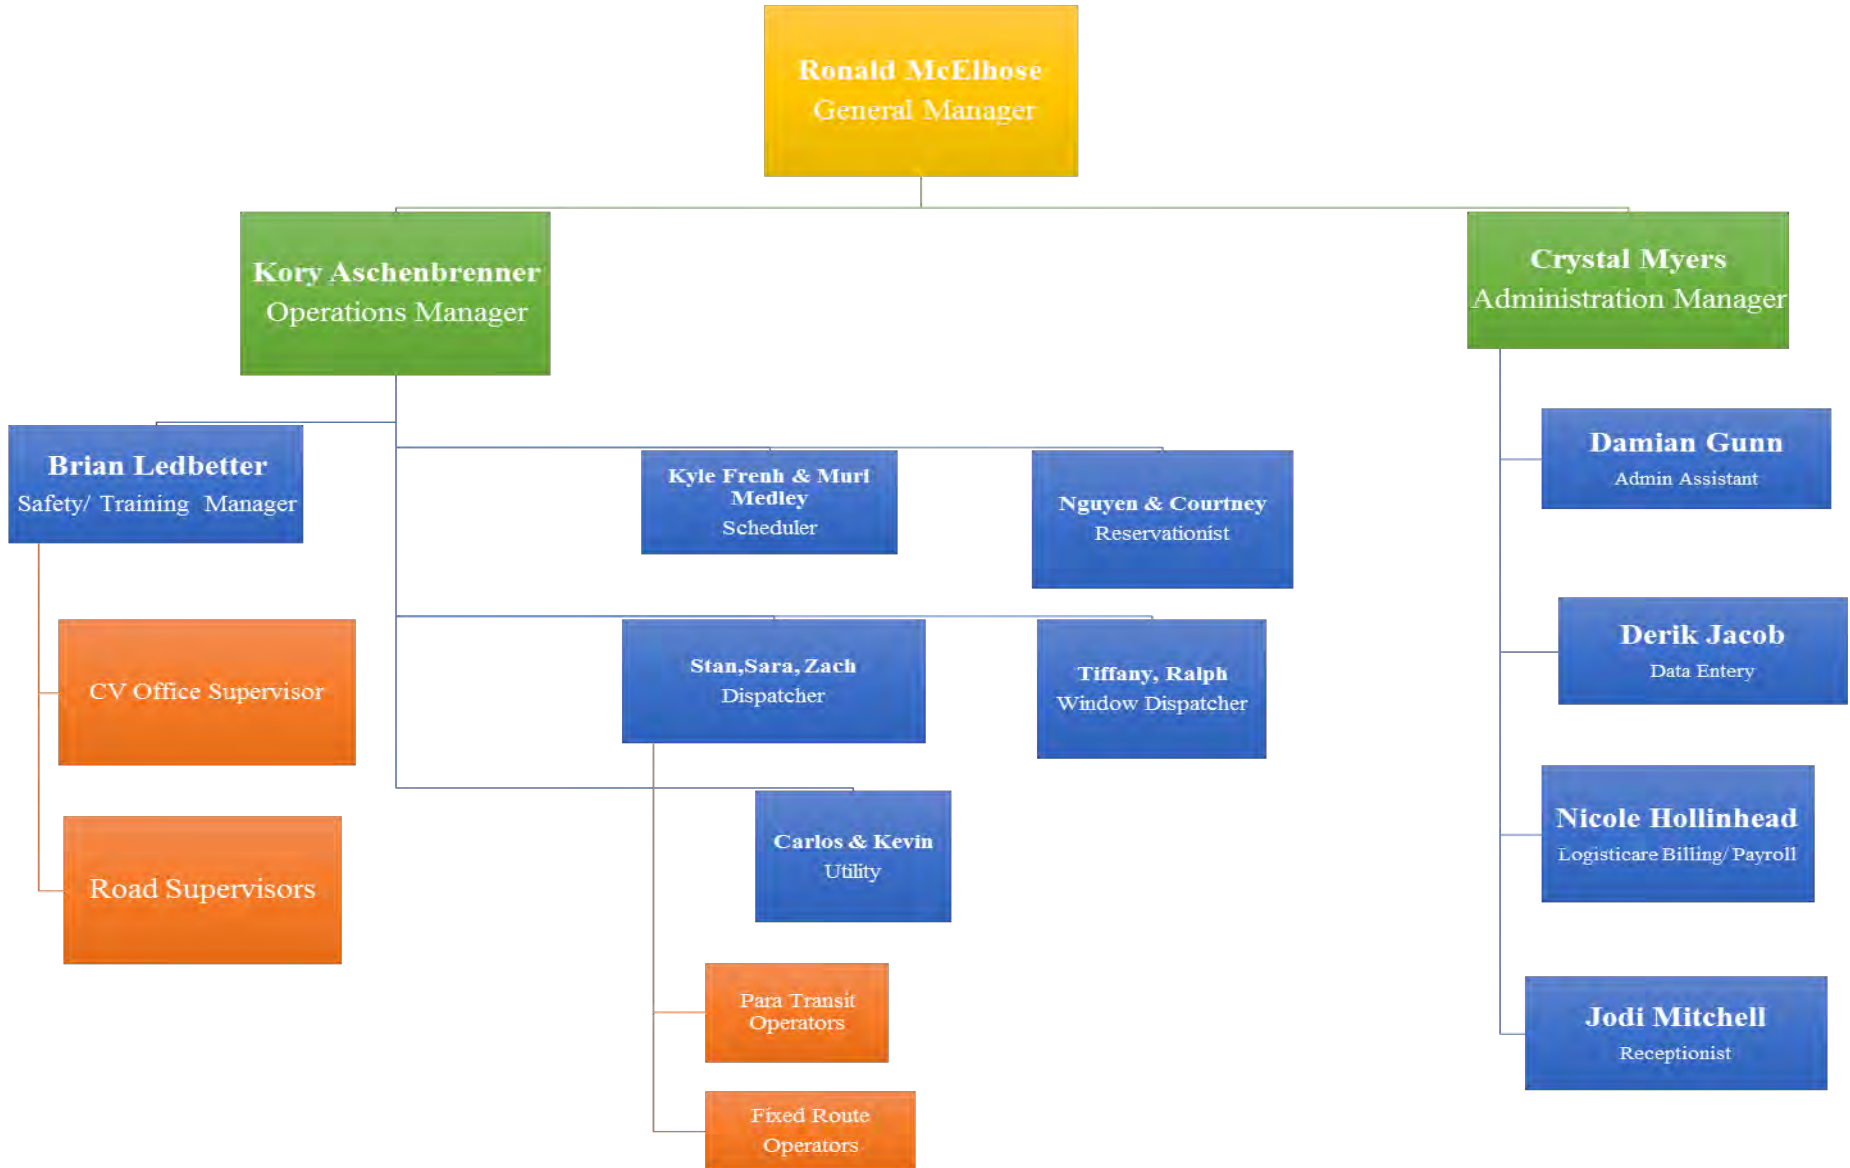 Ronald McElhose
General Manager
Kory Aschenbrenner
Operations Manager
Crystal Myers
Administration Manager
Brian Ledbetter
Safety/ Training Manager
CV Office Supervisor
Road Supervisors
Kyle Frenh & Murl
Medley
Scheduler
Nguyen & Courtney
Reservationist
Stan,Sara, Zach
Dispatcher
Tiffany, Ralph
Window Dispatcher
Carlos & Kevin
Utility
Para Transit
Operators
Fixed Route
Operators
Damian Gunn
Admin Assistant
Derik Jacob
Data Entery
Nicole Hollinhead
Logisticare Billing/ Payroll
Jodi Mitchell
Receptionist